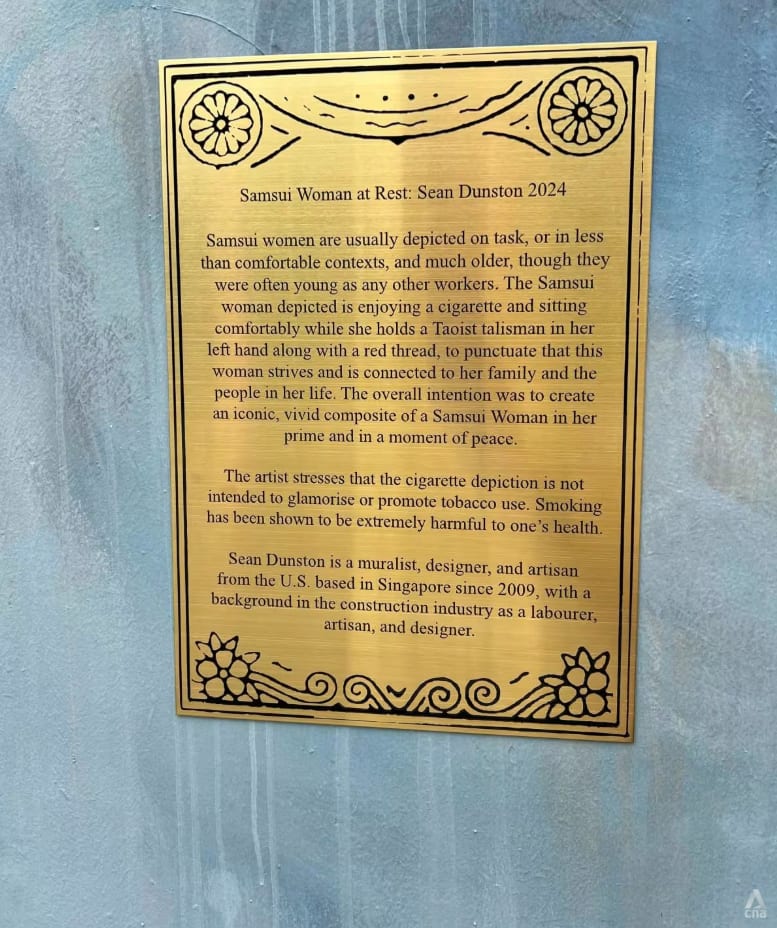 Samsui Woman at Rest: Sean Dunston 2024
Samsui women are usually depicted on task, or in less
than comfortable contexts, and much older, though they
were often young as any other workers. The Samsui
woman depicted is enjoying a cigarette and sitting
comfortably while she holds a Taoist talisman in her
left hand along with a red thread, to punctuate that this
woman strives and is connected to her family and the
people in her life. The overall intention was to create
an iconic, vivid composite of a Samsui Woman in her
prime and in a moment of peace.
The artist stresses that the cigarette depiction is not
intended to glamorise or promote tobacco use. Smoking
has been shown to be extremely harmful to one's health.
Sean Dunston is a muralist, designer, and artisan
from the U.S. based in Singapore since 2009, with a
background in the construction industry as a labourer,
artisan, and designer.
cna